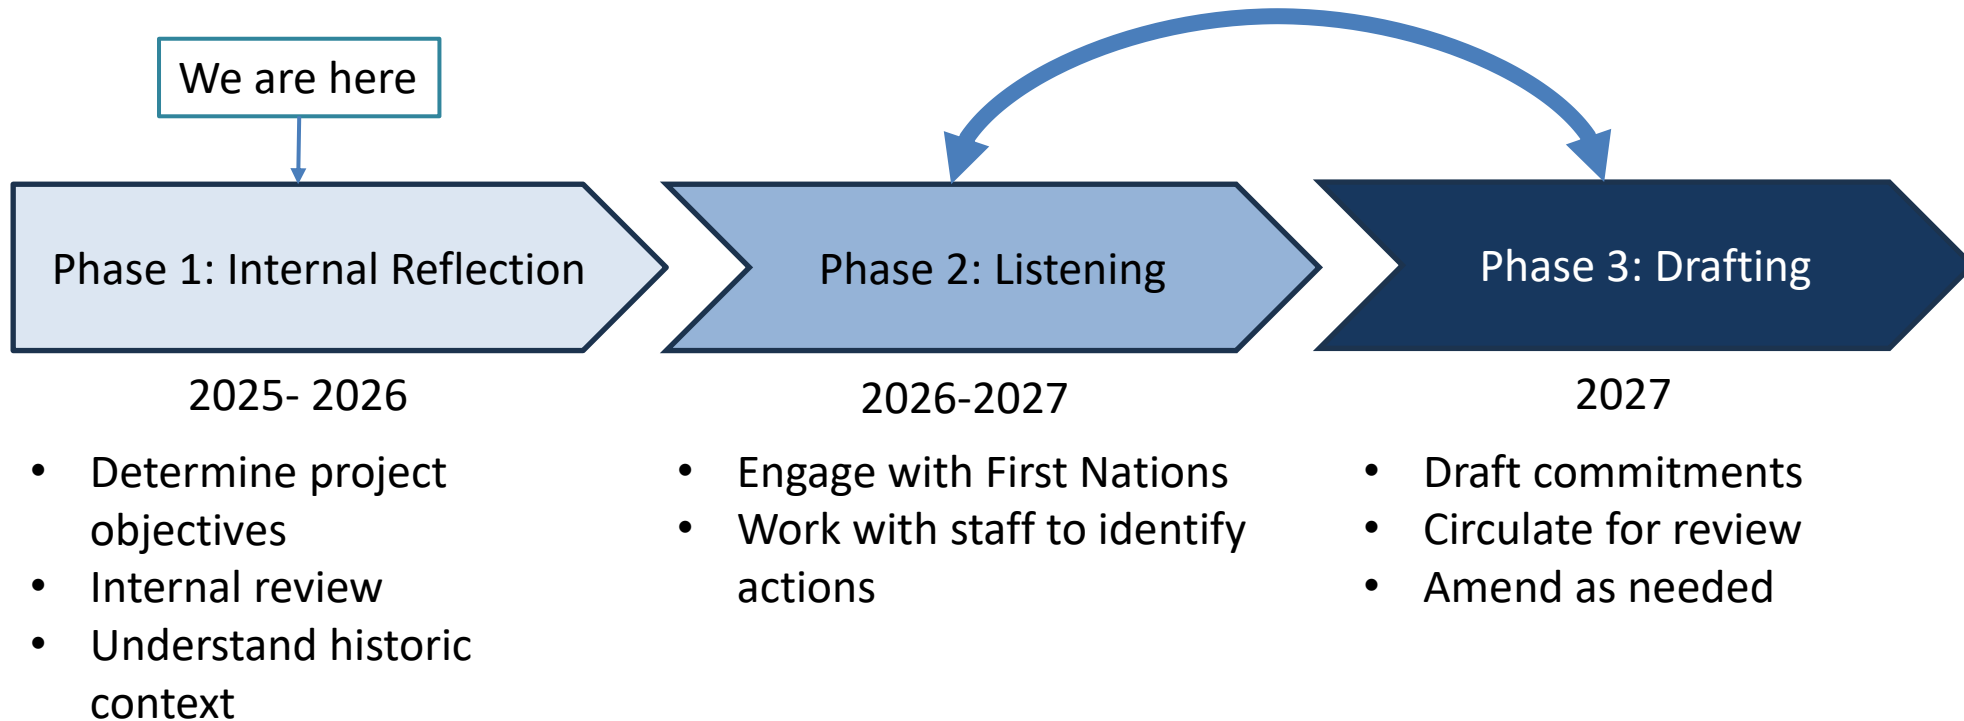 We are here
Phase 1: Internal Reflection
2025- 2026
• Determine project
objectives
• Internal review
• Understand historic
context
Phase 2: Listening
2026-2027
• Engage with First Nations
• Work with staff to identify
actions
Phase 3: Drafting
2027
• Draft commitments
• Circulate for review
• Amend as needed